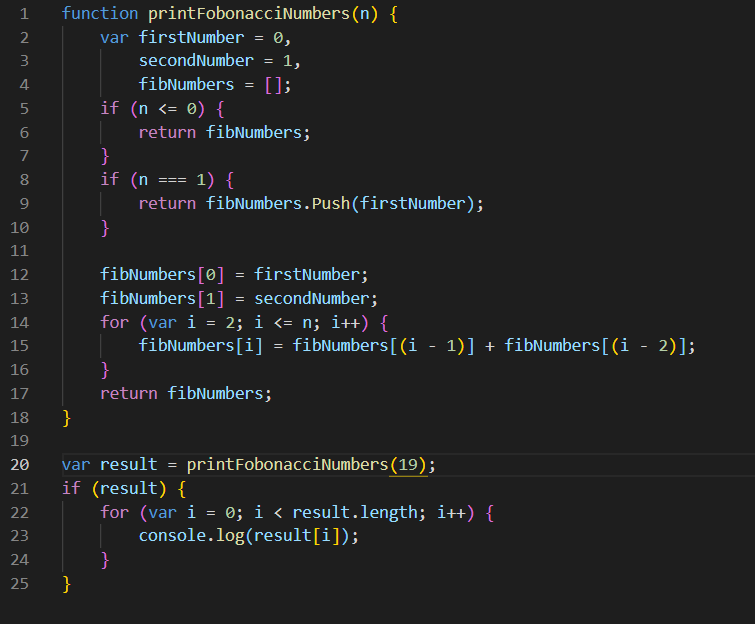 1 function printFobonacciNumbers(n) {
2 var firstNumber = 0,
3 secondNumber = 1,
4 fibNumbers = [];
5 if (n <= 0) {
6 return fibNumbers;
7 }
8 if (n === 1) {
9 return fibNumbers.Push(firstNumber);
10 }
11
12 fibNumbers[0] = firstNumber;
13 fibNumbers[1] = secondNumber;
14 for (var i = 2; i <= n; i++) {
15 fibNumbers[i] = fibNumbers[(i - 1)] + fibNumbers[(i - 2)];
16 }
17 return fibNumbers;
18 }
19
20 var result = printFobonacciNumbers(19);
21 if (result) {
22 for (var i = 0; i < result.length; i++) {
23 console.log(result[i]);
24 }
25 }